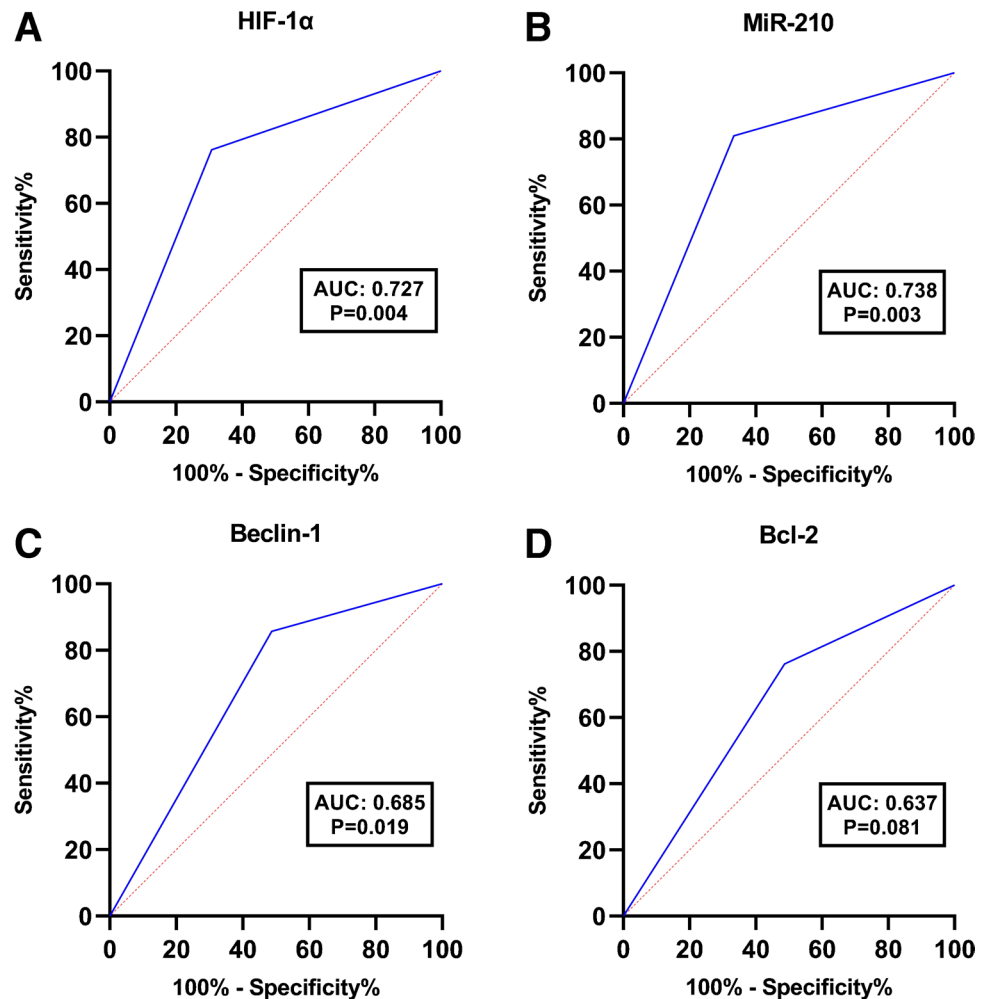 A
HIF-1α
100
80
60
40
20
0
Sensitivity%
AUC: 0.727
P=0.004
0 20 40 60 80 100
100% - Specificity%
B
MiR-210
100
80
60
40
20
0
Sensitivity%
AUC: 0.738
P=0.003
0 20 40 60 80 100
100% - Specificity%
C
Beclin-1
100
80
60
40
20
0
Sensitivity%
AUC: 0.685
P=0.019
0 20 40 60 80 100
100% - Specificity%
D
Bcl-2
100
80
60
40
20
0
Sensitivity%
AUC: 0.637
P=0.081
0 20 40 60 80 100
100% - Specificity%